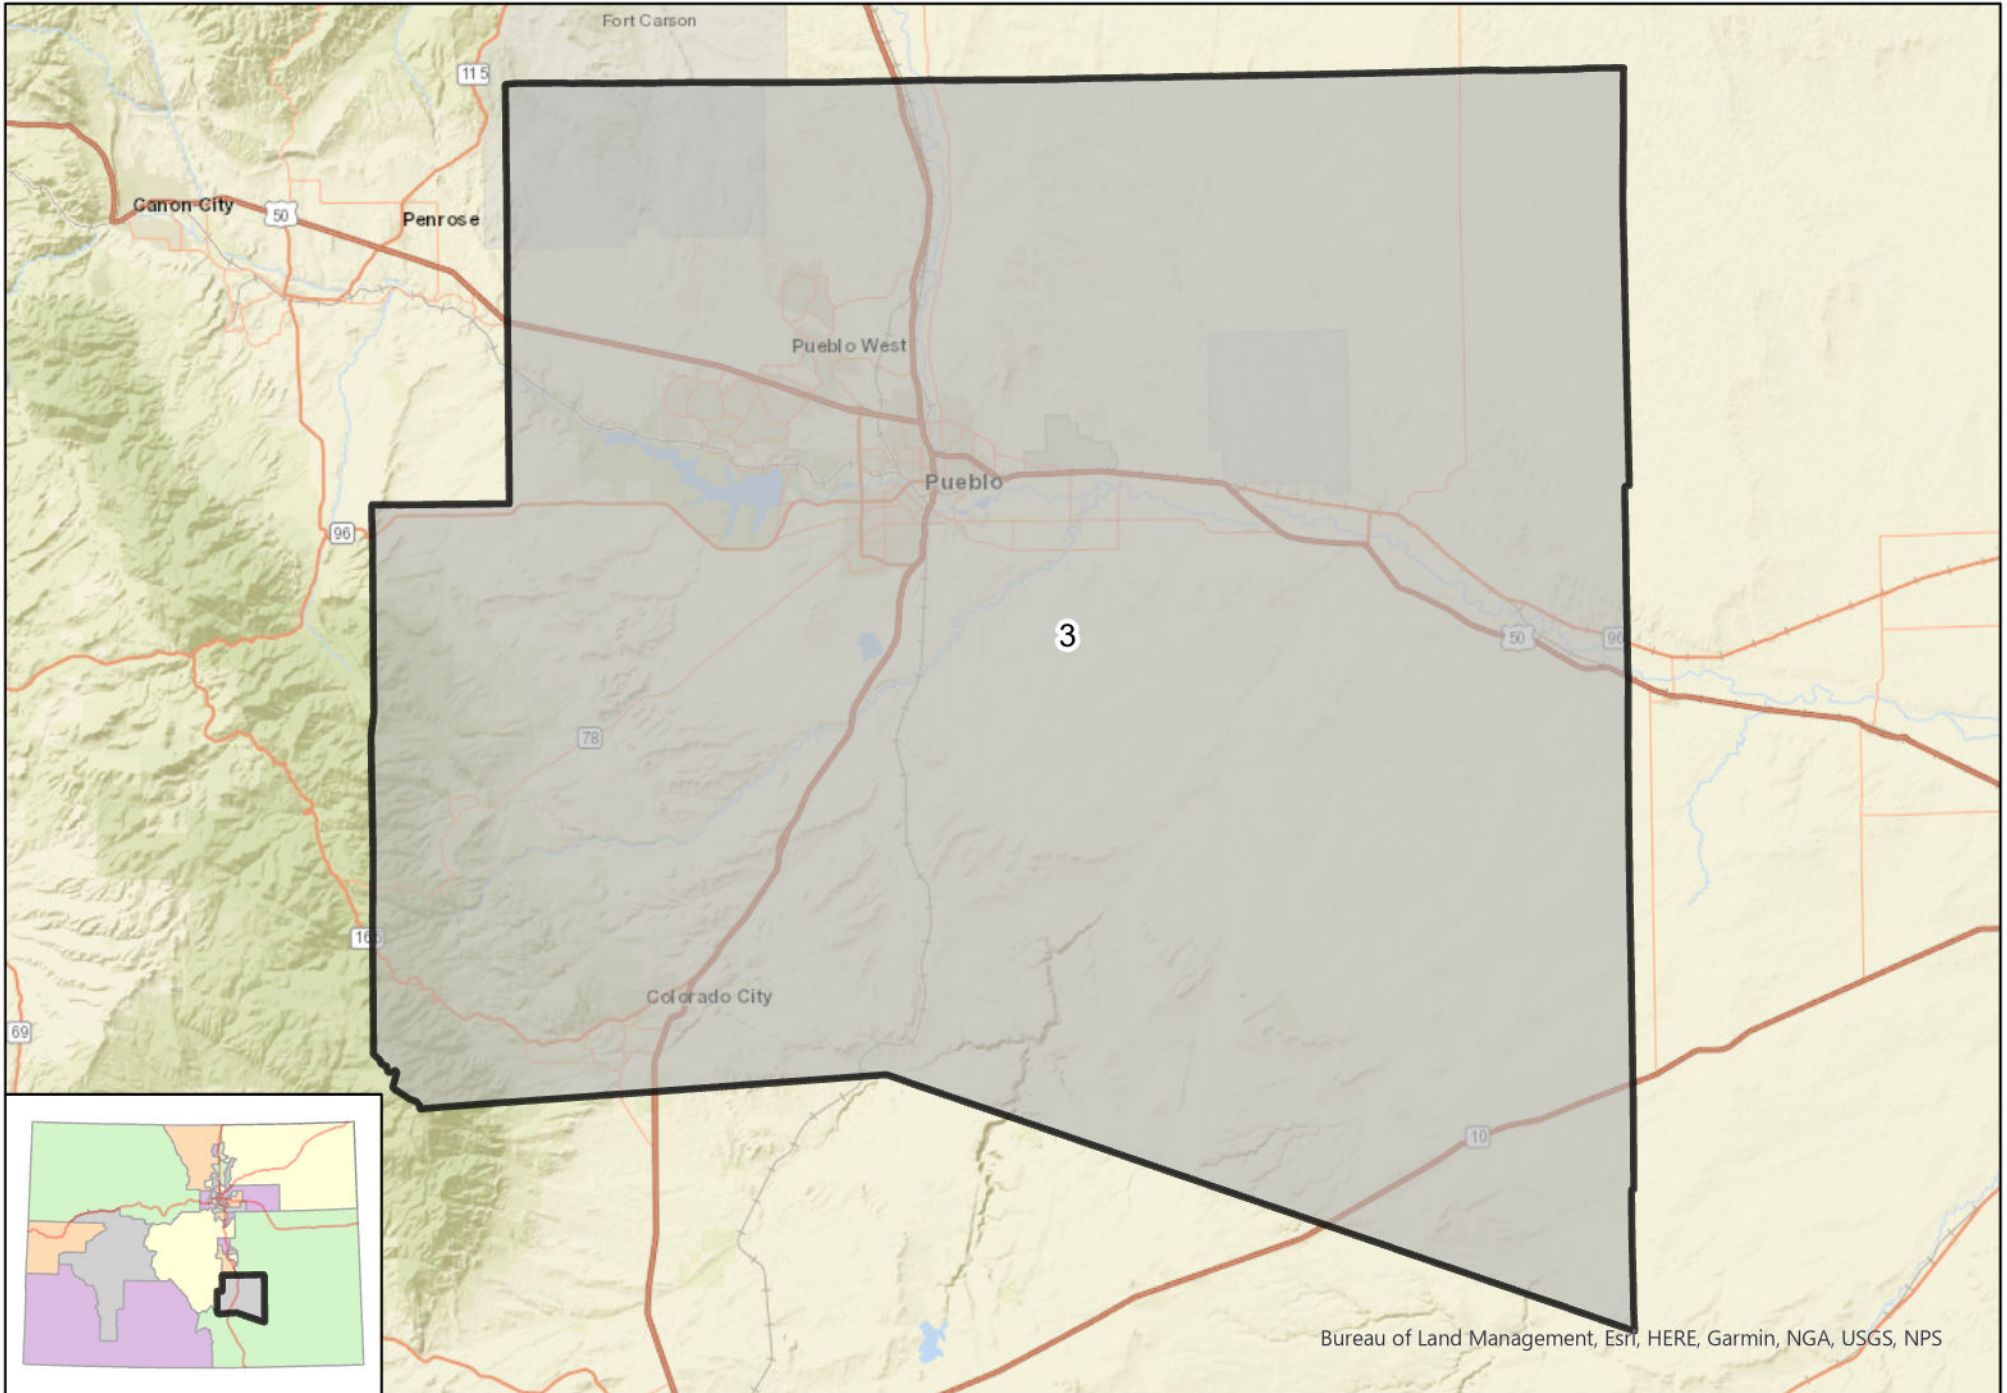 Fort Carson
115
Canon City
50
Penrose
Pueblo West
Pueblo
96
3
50
96
78
16
Colorado City
69
10
Bureau of Land Management, Esri, HERE, Garmin, NGA, USGS, NPS